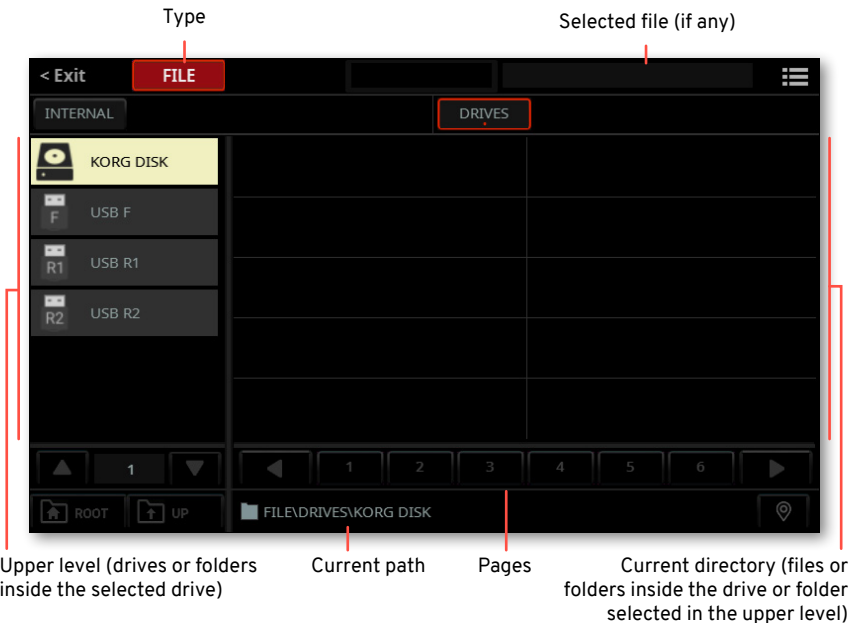 Type
Selected file (if any)
< Exit
FILE
INTERNAL
DRIVES
KORG DISK
F
USB F
R1
USB R1
R2
USB R2
1
1
2
3
4
5
6
ROOT
UP
FILE\DRIVES\KORG DISK
Upper level (drives or folders
inside the selected drive)
Current path
Pages
Current directory (files or
folders inside the drive or folder
selected in the upper level)